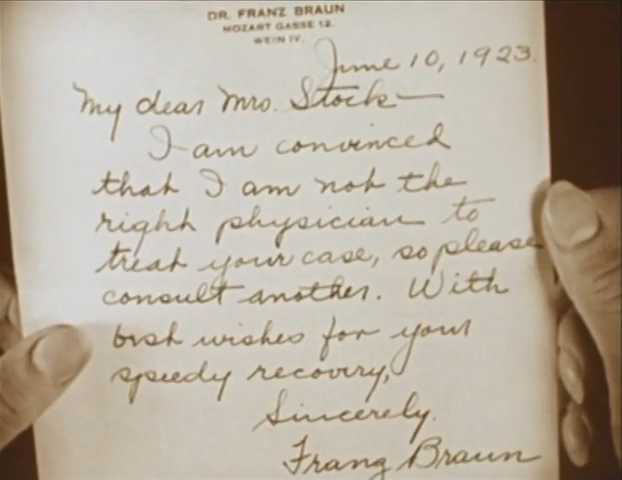 DR. FRANZ BRAUN
MOZART GASSE 12.
WEIN IV.
June 10, 1923.
My dear Mrs. Stock—
I am convinced
that I am not the
right physician to
treat your case, so please
consult another. With
best wishes for your
speedy recovery,
Sincerely.
Franz Braun